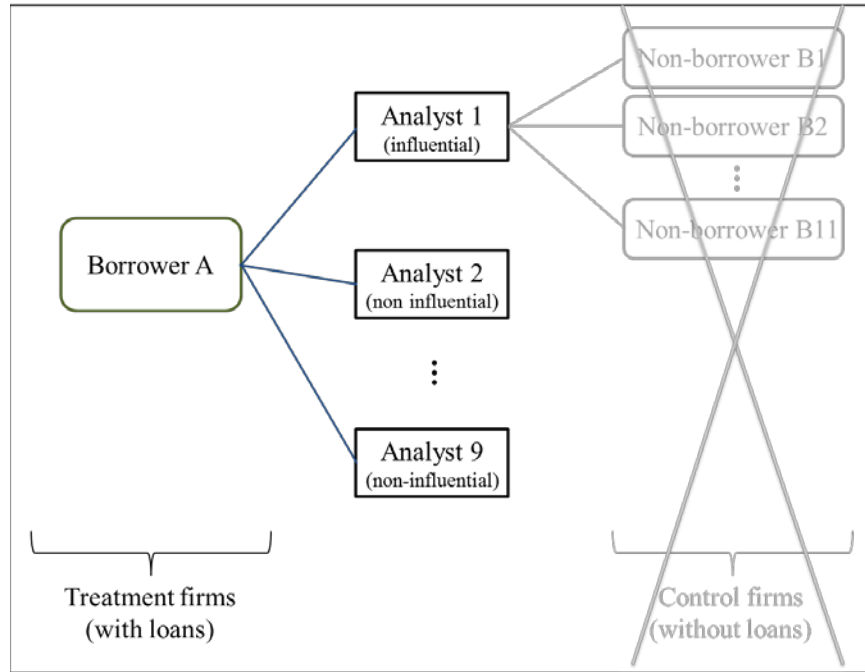 Non-borrower B1
Analyst 1
(influential)
Non-borrower B2
Non-borrower B11
Borrower A
Analyst 2
(non influential)
Analyst 9
(non-influential)
Treatment firms
(with loans)
Control firms
(without loans)